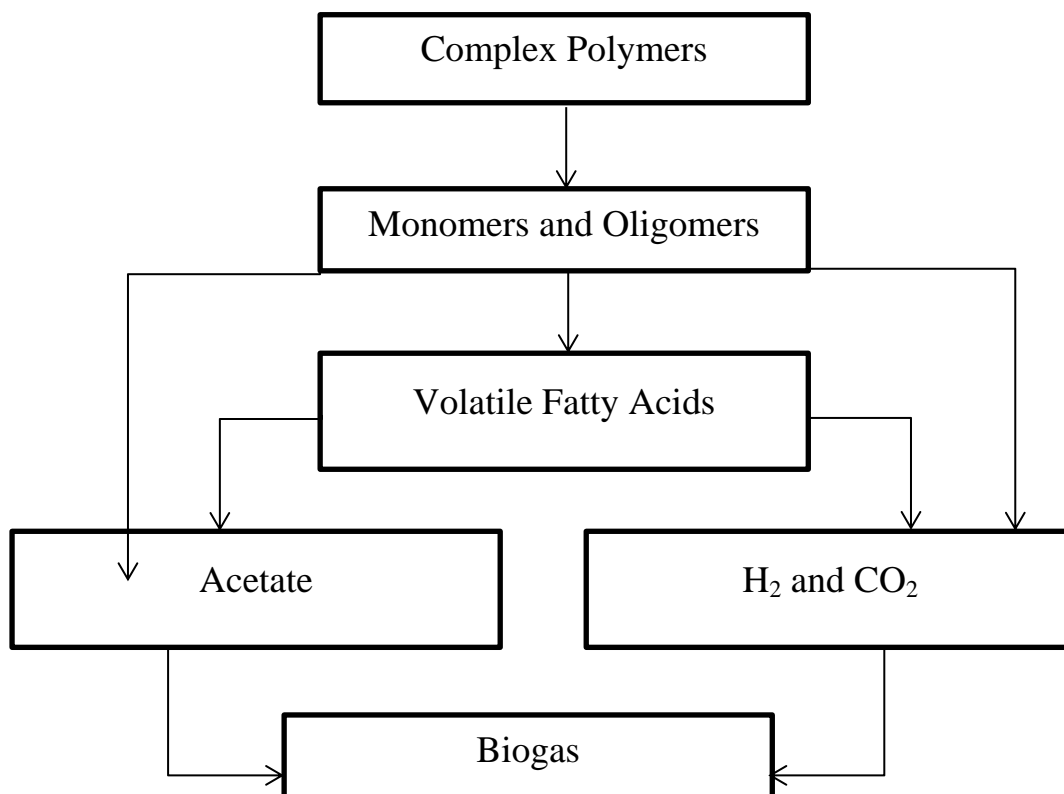 Complex Polymers
Monomers and Oligomers
Volatile Fatty Acids
Acetate
H₂ and CO₂
Biogas